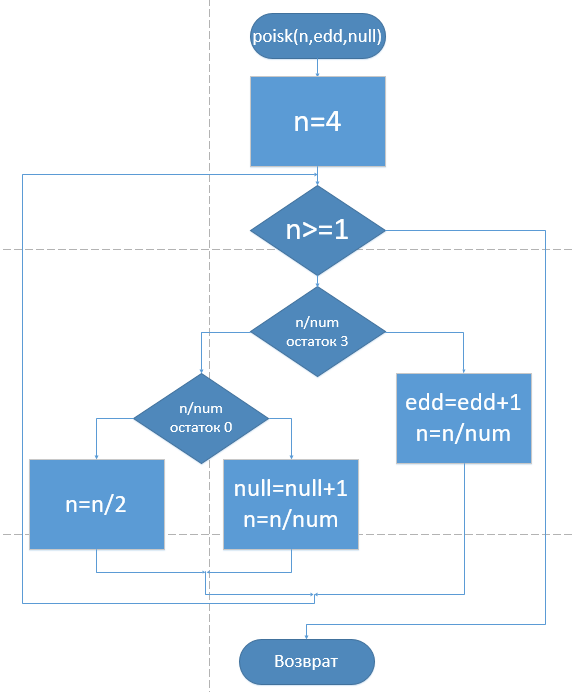 poisk(n,edd,null)
n=4
n>=1
n/num
остаток 3
edd=edd+1
n=n/num
n/num
остаток 0
n=n/2
null=null+1
n=n/num
Возврат